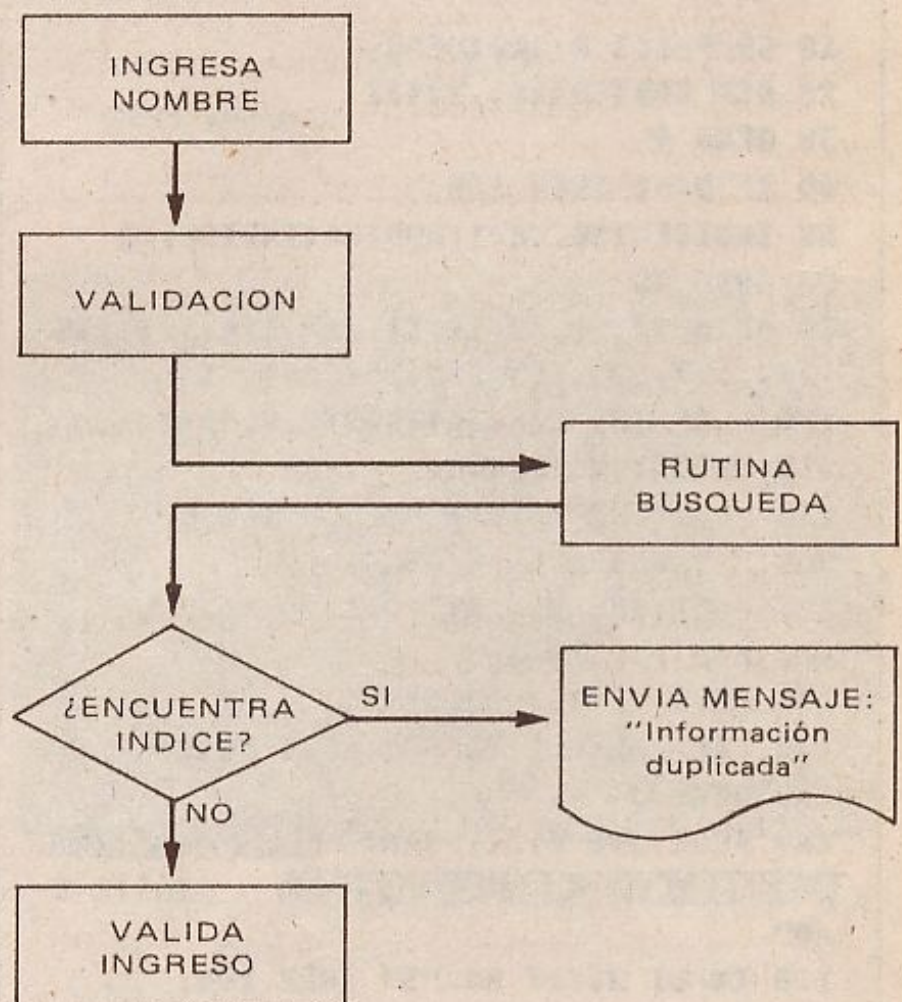 INGRESA
NOMBRE
VALIDACION
RUTINA
BUSQUEDA
¿ENCUENTRA
INDICE?
SI
ENVIA MENSAJE:
"Información
duplicada"
NO
VALIDA
INGRESO